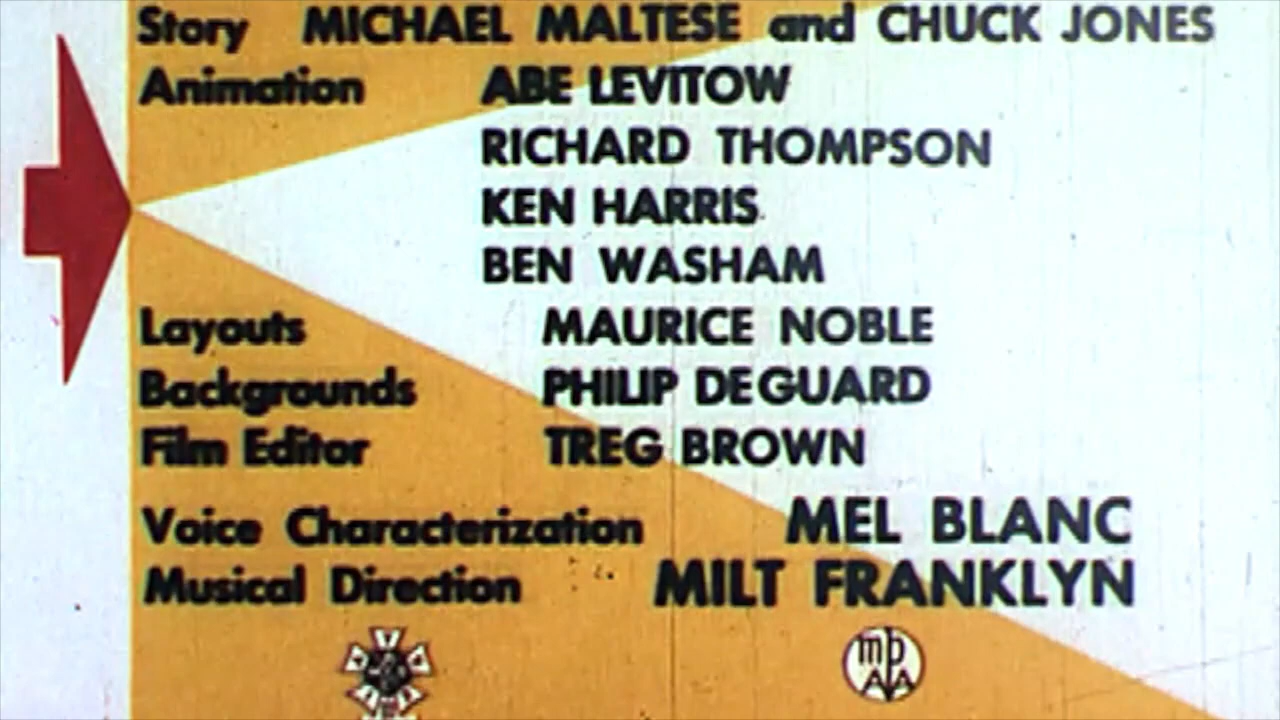 Story MICHAEL MALTESE and CHUCK JONES
Animation ABE LEVITOW
RICHARD THOMPSON
KEN HARRIS
BEN WASHAM
Layouts MAURICE NOBLE
Backgrounds PHILIP DEGUARD
Film Editor TREG BROWN
Voice Characterization MEL BLANC
Musical Direction MILT FRANKLYN
mpAA